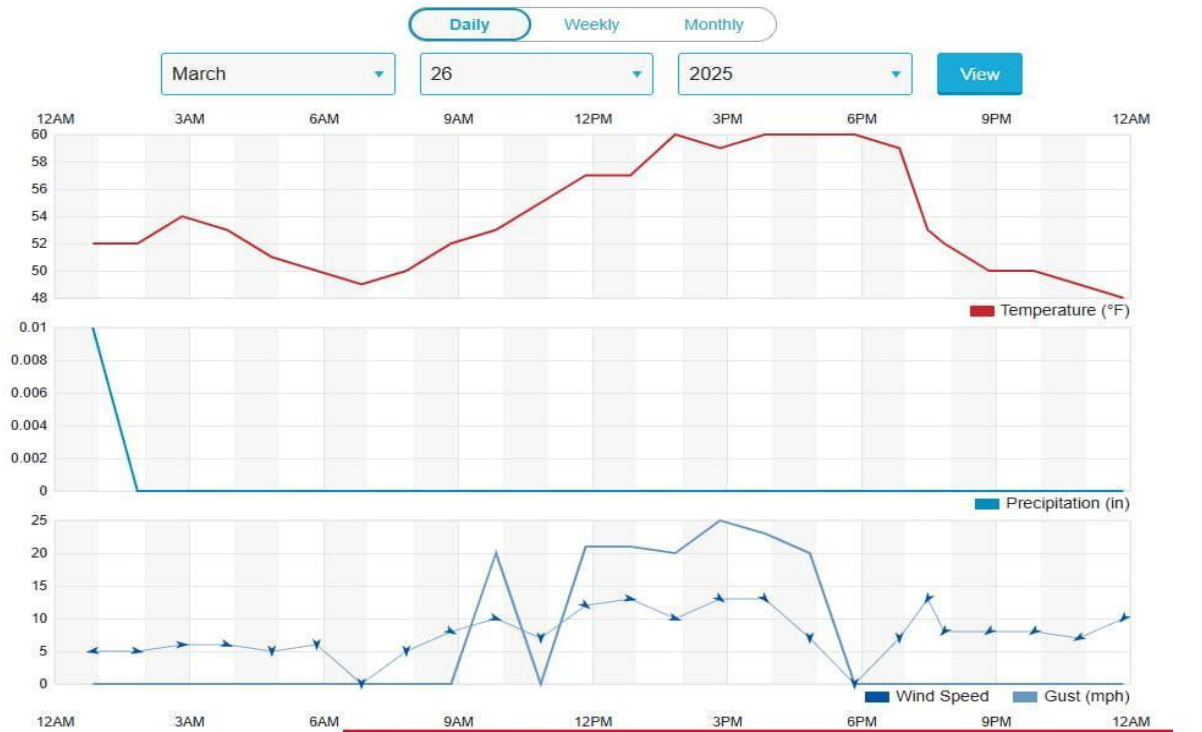 Daily Weekly Monthly
March 26 2025 View
12AM 3AM 6AM 9AM 12PM 3PM 6PM 9PM 12AM
60
58
56
54
52
50
48
Temperature (°F)
0.01
0.008
0.006
0.004
0.002
0
Precipitation (in)
25
20
15
10
5
0
Wind Speed Gust (mph)
12AM 3AM 6AM 9AM 12PM 3PM 6PM 9PM 12AM